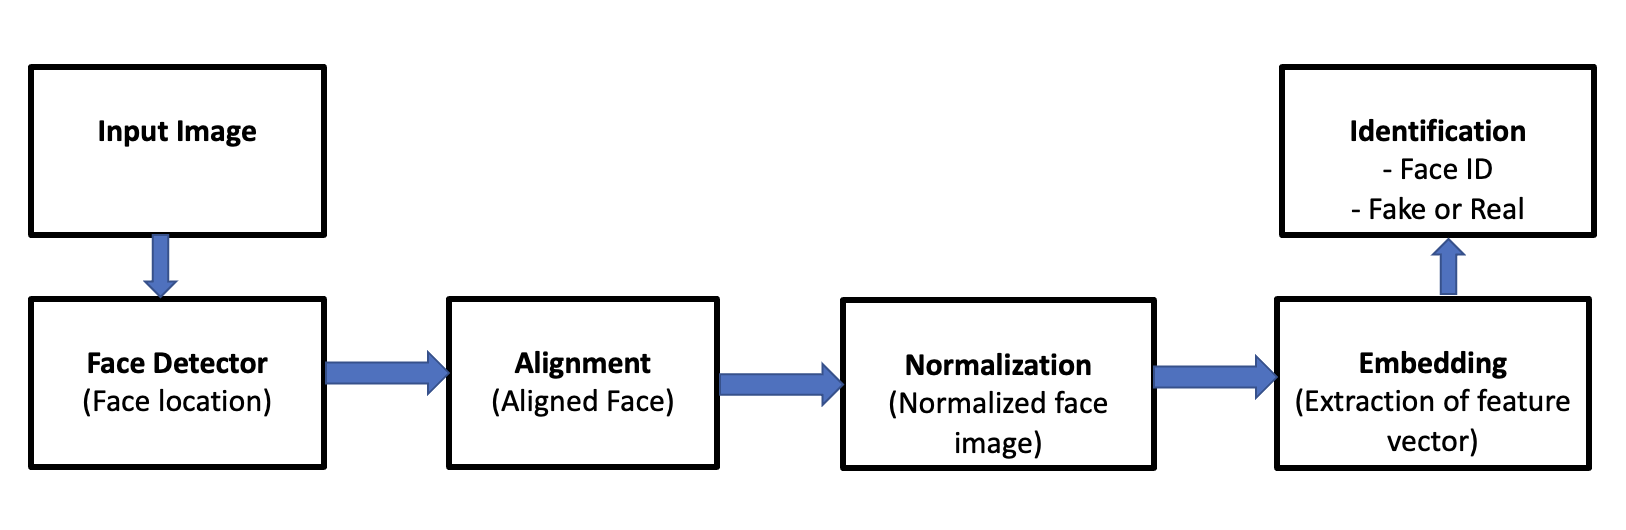 Input Image
Face Detector
(Face location)
Alignment
(Aligned Face)
Normalization
(Normalized face
image)
Embedding
(Extraction of feature
vector)
Identification
- Face ID
- Fake or Real